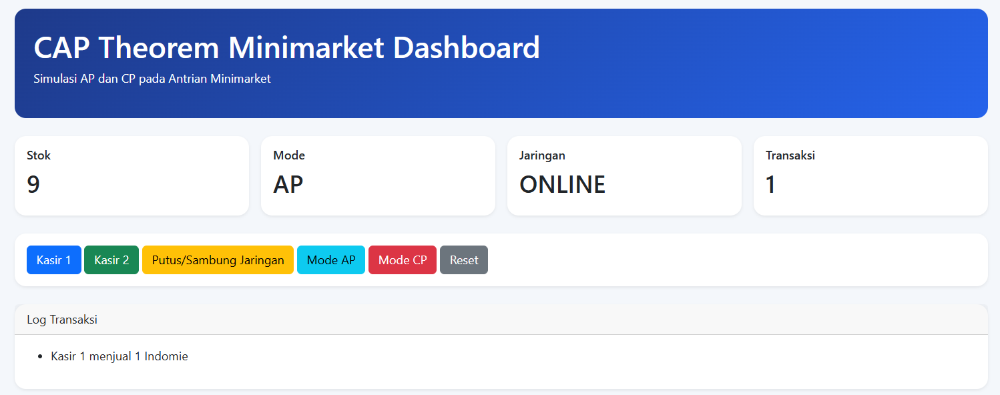 CAP Theorem Minimarket Dashboard
Simulasi AP dan CP pada Antrian Minimarket
Stok
9
Mode
AP
Jaringan
ONLINE
Transaksi
1
Kasir 1
Kasir 2
Putus/Sambung Jaringan
Mode AP
Mode CP
Reset
Log Transaksi
Kasir 1 menjual 1 Indomie